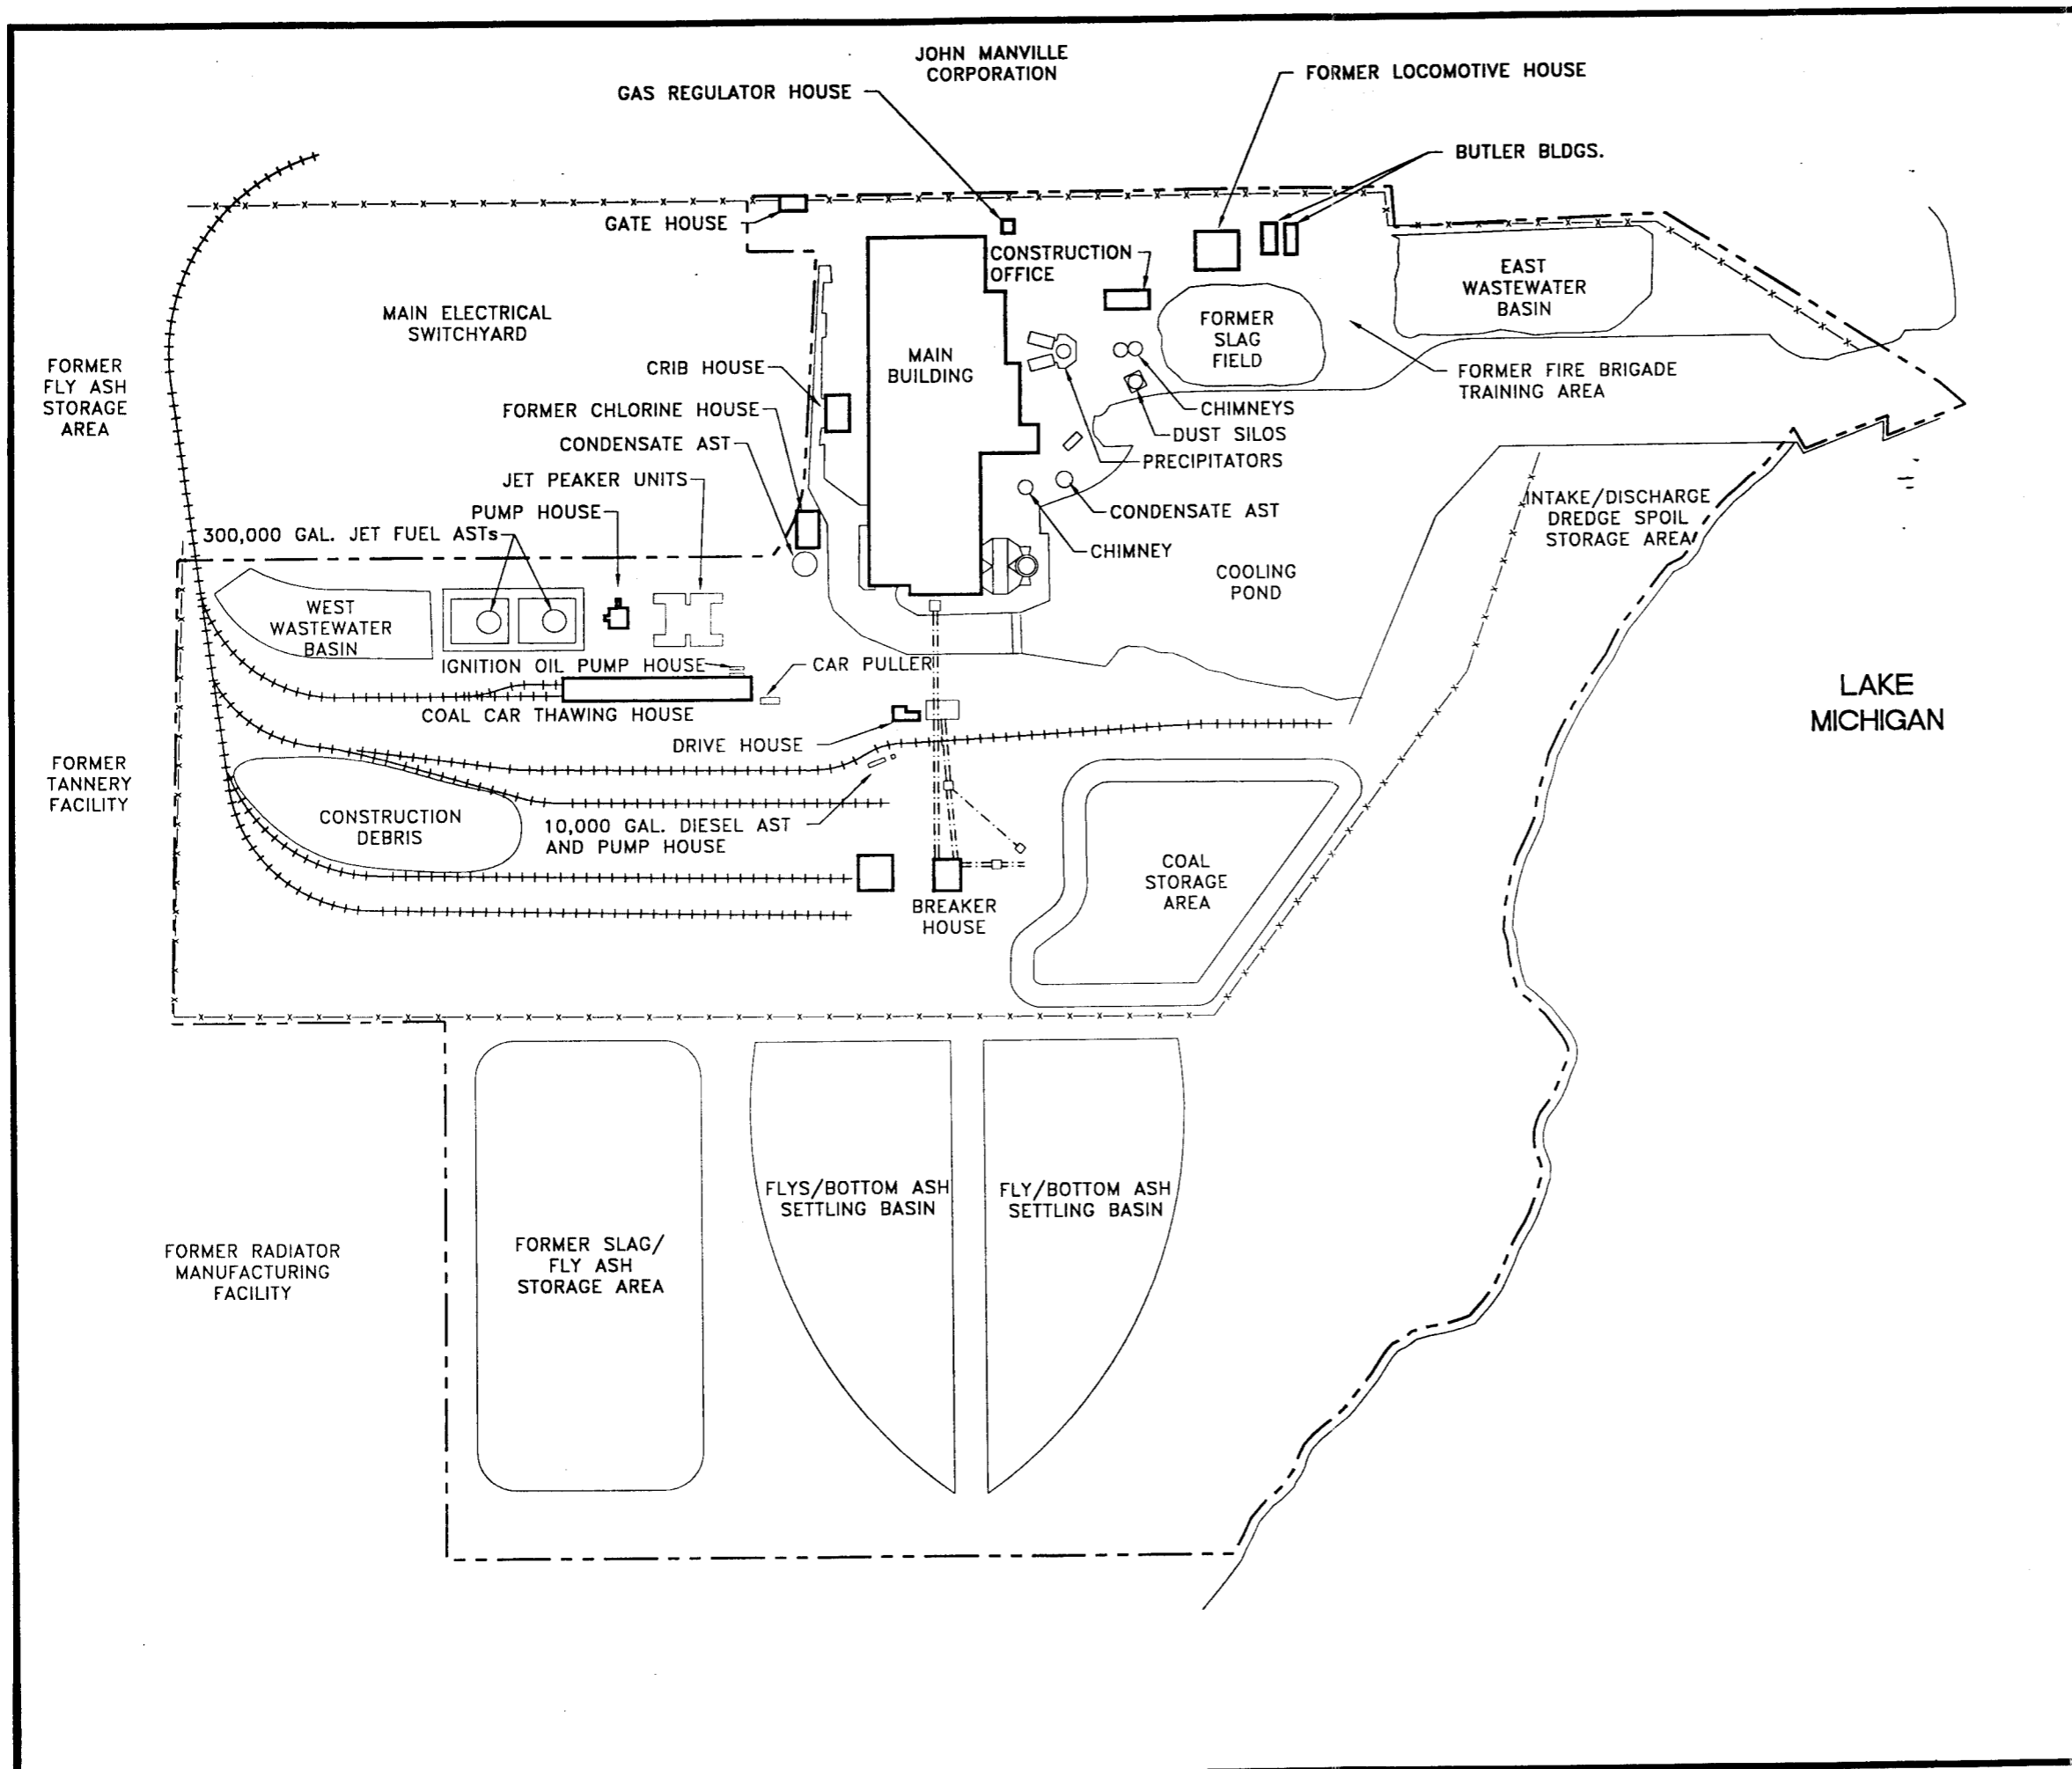 JOHN MANVILLE
CORPORATION
FORMER LOCOMOTIVE HOUSE
GAS REGULATOR HOUSE
BUTLER BLDGS.
GATE HOUSE
CONSTRUCTION
OFFICE
EAST
WASTEWATER
BASIN
MAIN ELECTRICAL
SWITCHYARD
FORMER
SLAG
FIELD
MAIN
BUILDING
FORMER
FLY ASH
STORAGE
AREA
CRIB HOUSE
FORMER FIRE BRIGADE
TRAINING AREA
FORMER CHLORINE HOUSE
CHIMNEYS
DUST SILOS
CONDENSATE AST
PRECIPITATORS
JET PEAKER UNITS
INTAKE/DISCHARGE
DREDGE SPOIL
STORAGE AREA
PUMP HOUSE
CONDENSATE AST
300,000 GAL. JET FUEL ASTs
CHIMNEY
COOLING
POND
WEST
WASTEWATER
BASIN
IGNITION OIL PUMP HOUSE
CAR PULLER
COAL CAR THAWING HOUSE
LAKE
MICHIGAN
DRIVE HOUSE
FORMER
TANNERY
FACILITY
CONSTRUCTION
DEBRIS
10,000 GAL. DIESEL AST
AND PUMP HOUSE
COAL
STORAGE
AREA
BREAKER
HOUSE
FLYS/BOTTOM ASH
SETTLING BASIN
FLY/BOTTOM ASH
SETTLING BASIN
FORMER SLAG/
FLY ASH
STORAGE AREA
FORMER RADIATOR
MANUFACTURING
FACILITY